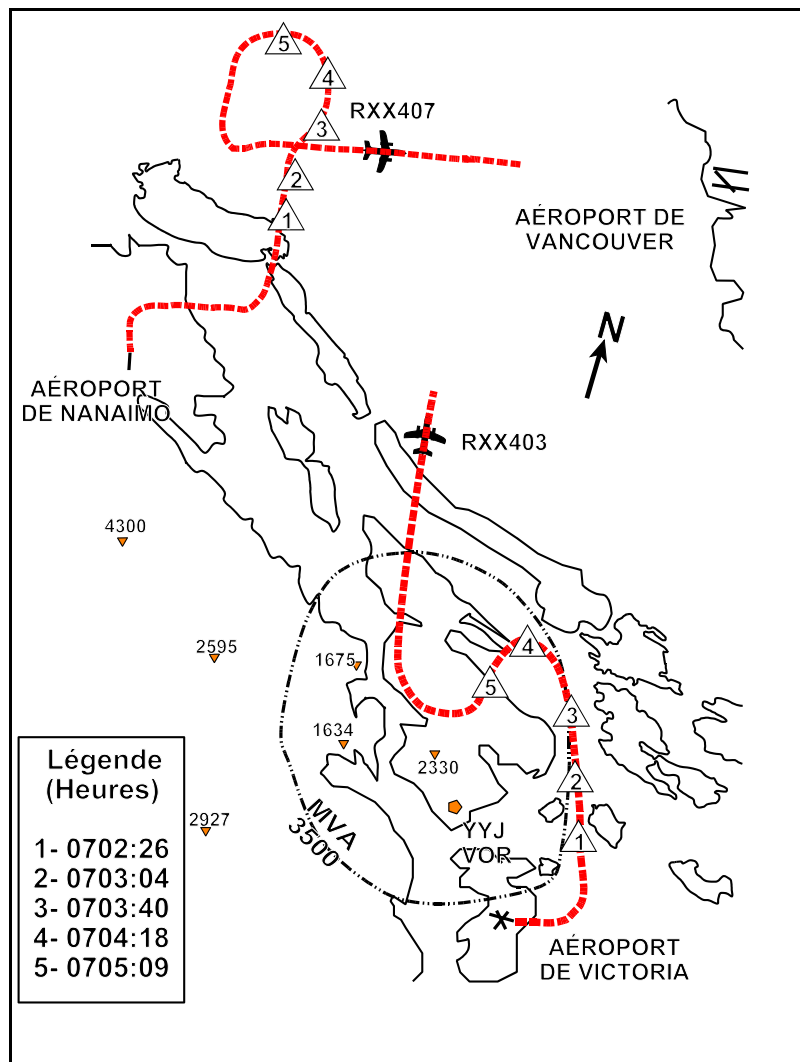 5
4
RXX407
3
2
1
AÉROPORT DE
VANCOUVER
N
AÉROPORT
DE NANAIMO
RXX403
4300
2595
1675
4
5
3
1634
2330
2
MVA
3500
YYJ
VOR
1
2927
AÉROPORT
DE VICTORIA
Légende
(Heures)
1- 0702:26
2- 0703:04
3- 0703:40
4- 0704:18
5- 0705:09